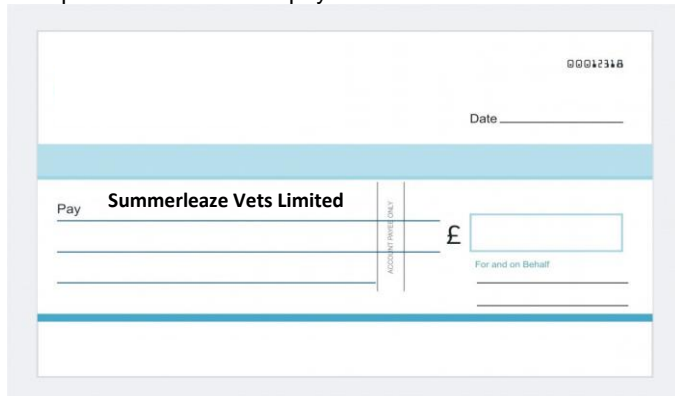 00012318
Date
Pay Summerleaze Vets Limited
ACCOUNT PAYEE ONLY
£
For and on Behalf